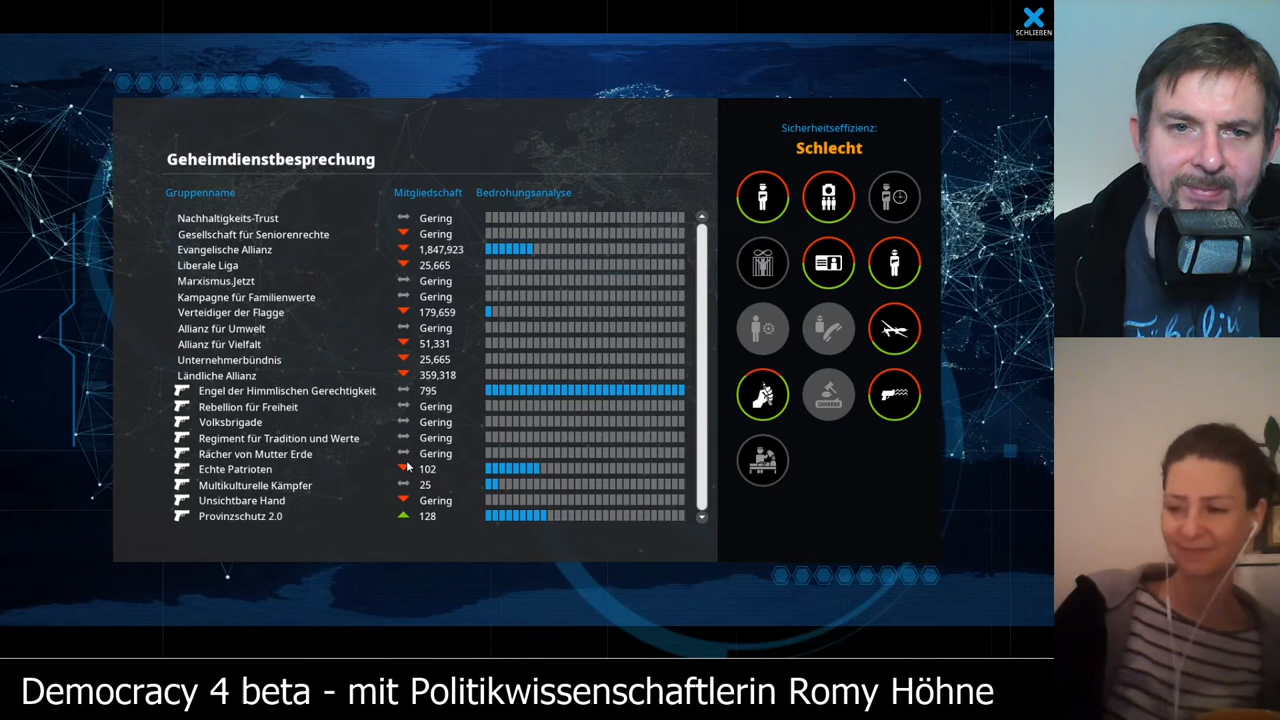 SCHLIEẞEN
Geheimdienstbesprechung
Gruppenname Mitgliedschaft Bedrohungsanalyse
Nachhaltigkeits-Trust Gering
Gesellschaft für Seniorenrechte Gering
Evangelische Allianz 1,847,923
Liberale Liga 25,665
Marxismus.Jetzt Gering
Kampagne für Familienwerte Gering
Verteidiger der Flagge 179,659
Allianz für Umwelt Gering
Allianz für Vielfalt 51,331
Unternehmerbündnis 25,665
Ländliche Allianz 359,318
Engel der Himmlischen Gerechtigkeit 795
Rebellion für Freiheit Gering
Volksbrigade Gering
Regiment für Tradition und Werte Gering
Rächer von Mutter Erde Gering
Echte Patrioten 102
Multikulturelle Kämpfer 25
Unsichtbare Hand Gering
Provinzschutz 2.0 128
Sicherheitseffizienz:
Schlecht
Democracy 4 beta - mit Politikwissenschaftlerin Romy Höhne